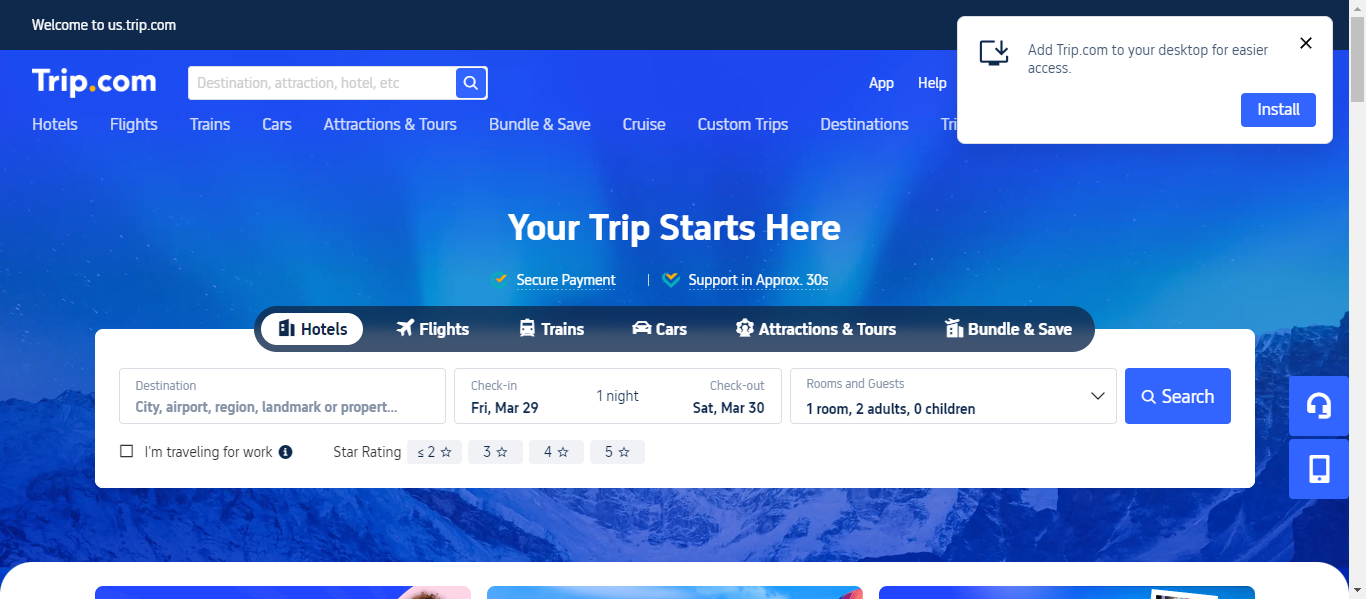 Welcome to us.trip.com
Add Trip.com to your desktop for easier
access.
Install
Trip.com
Destination, attraction, hotel, etc
App
Help
Hotels
Flights
Trains
Cars
Attractions & Tours
Bundle & Save
Cruise
Custom Trips
Destinations
Your Trip Starts Here
Secure Payment
Support in Approx. 30s
Hotels
Flights
Trains
Cars
Attractions & Tours
Bundle & Save
Destination
City, airport, region, landmark or propert...
Check-in
Fri, Mar 29
1 night
Check-out
Sat, Mar 30
Rooms and Guests
1 room, 2 adults, 0 children
Search
I'm traveling for work
Star Rating
≤ 2
3
4
5